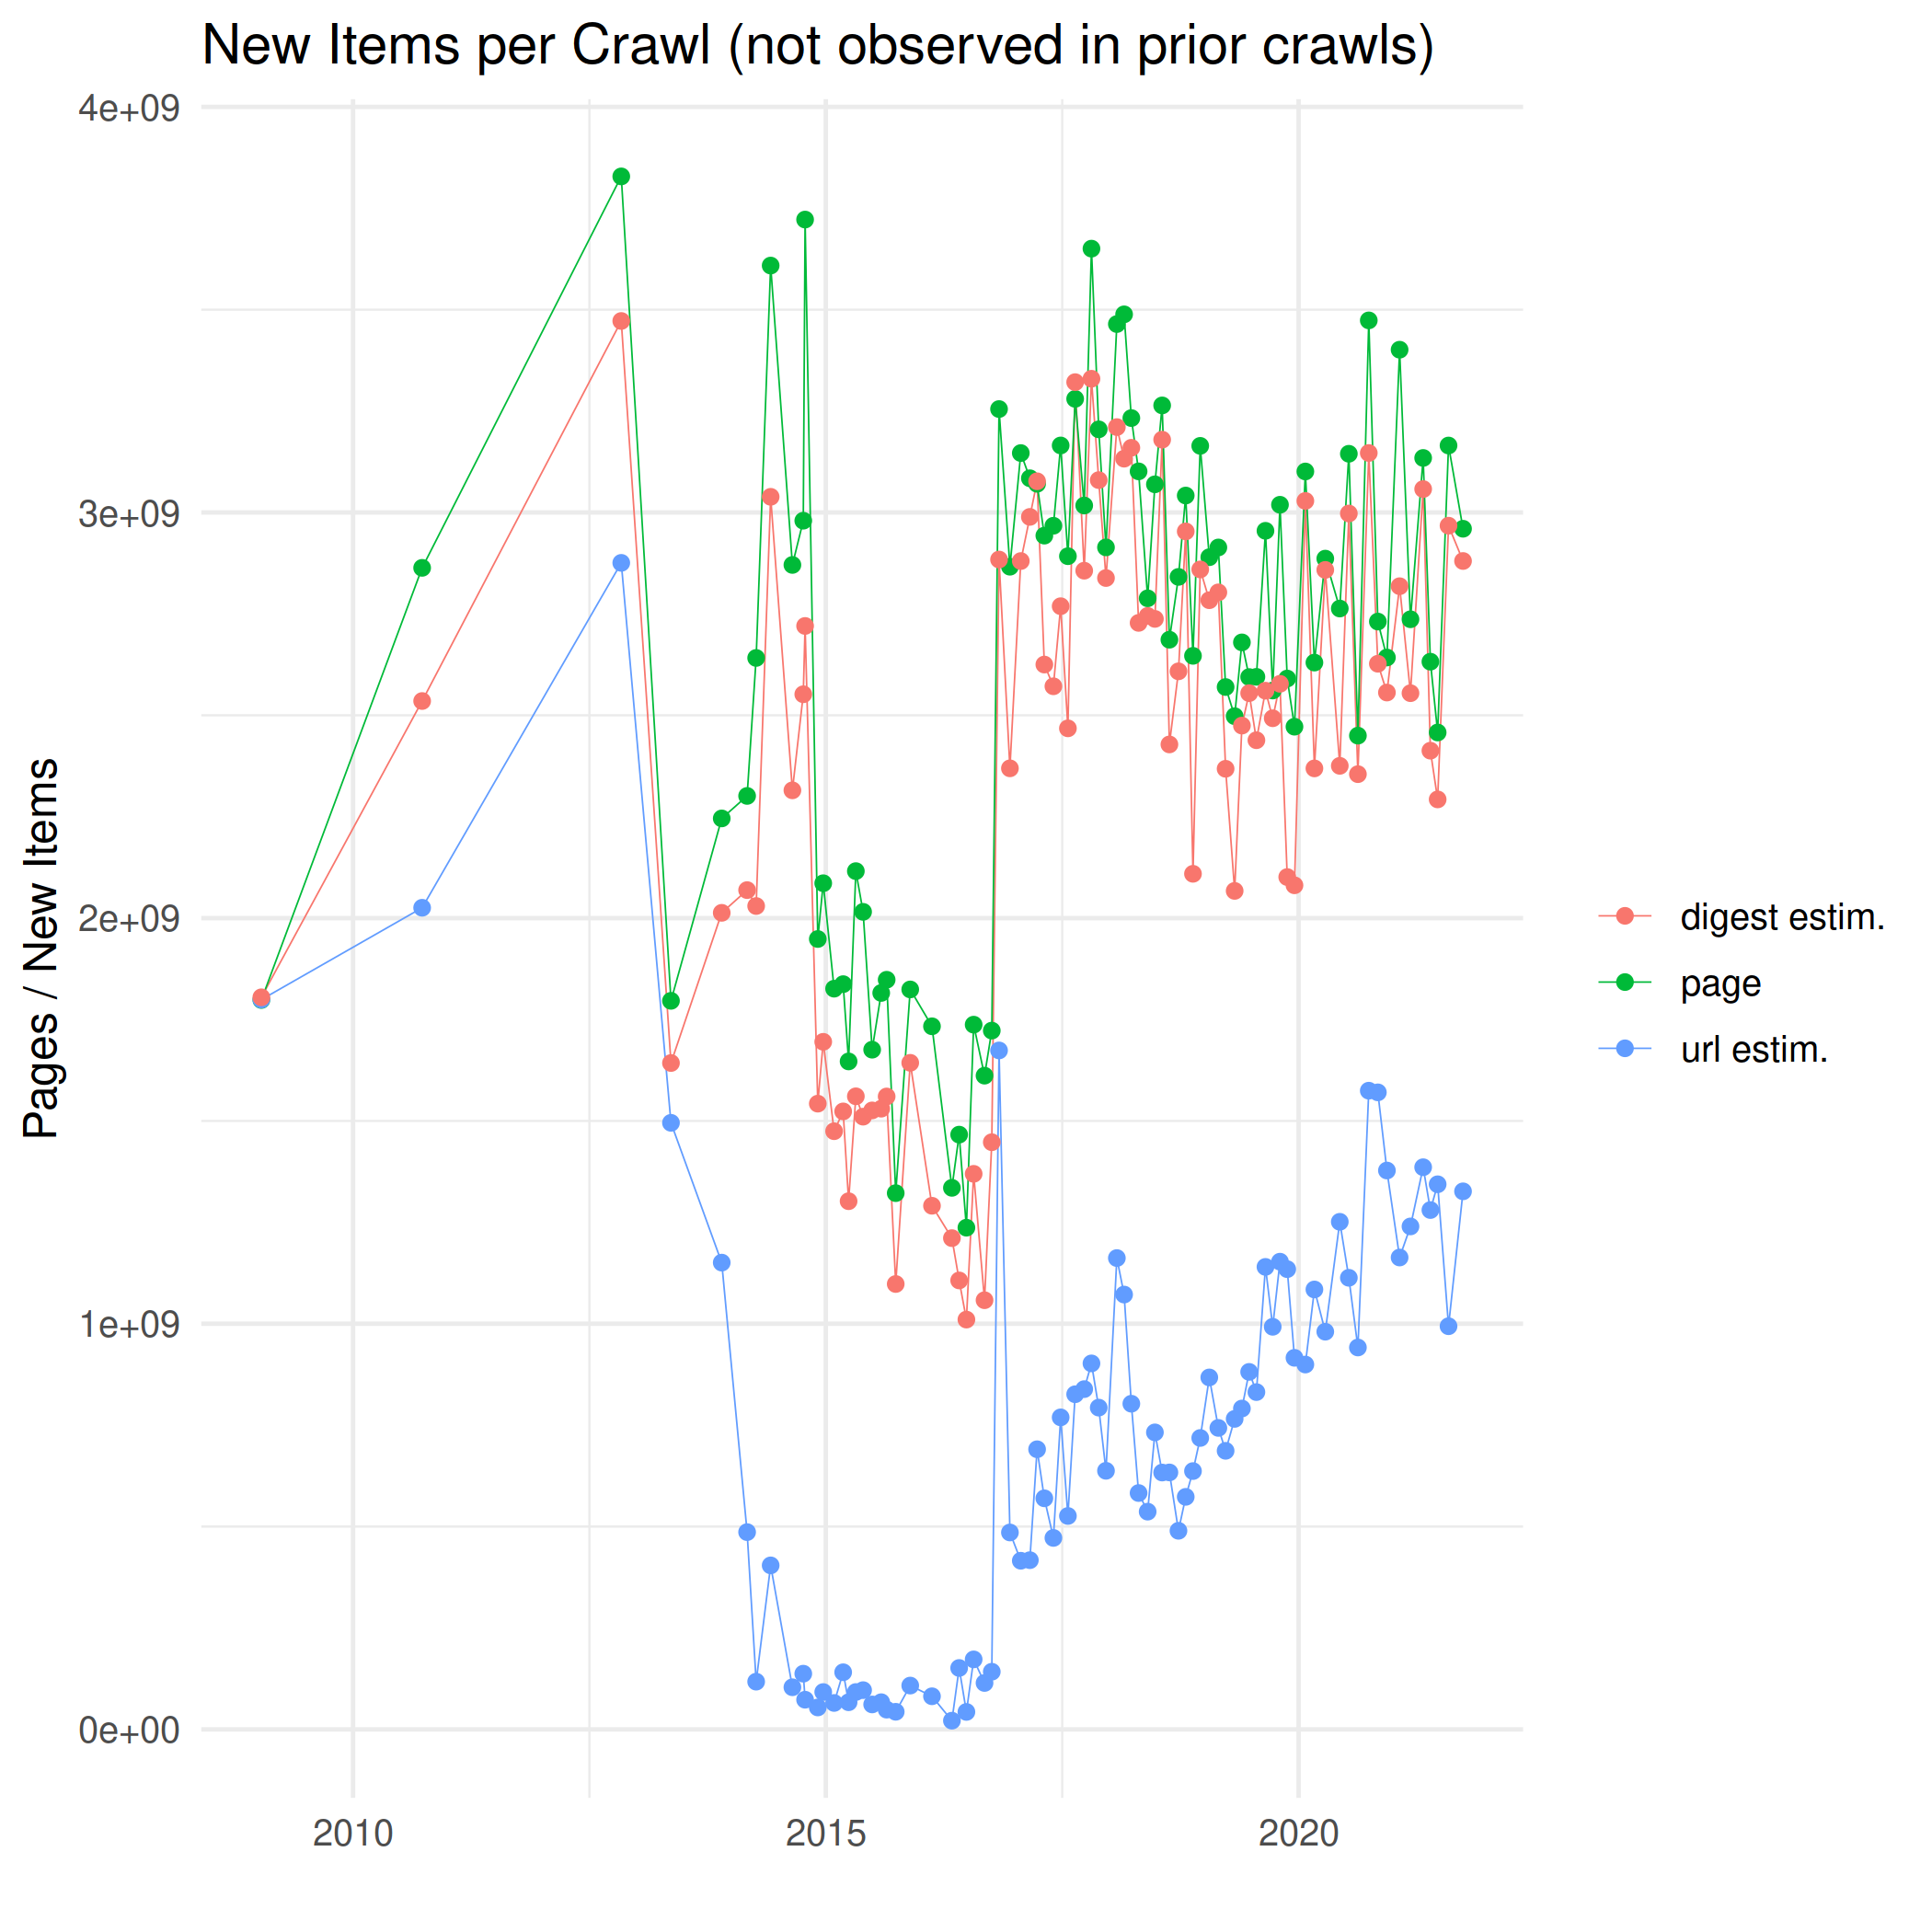 New Items per Crawl (not observed in prior crawls)
Pages / New Items
4e+09
3e+09
2e+09
1e+09
0e+00
2010
2015
2020
digest estim.
page
url estim.